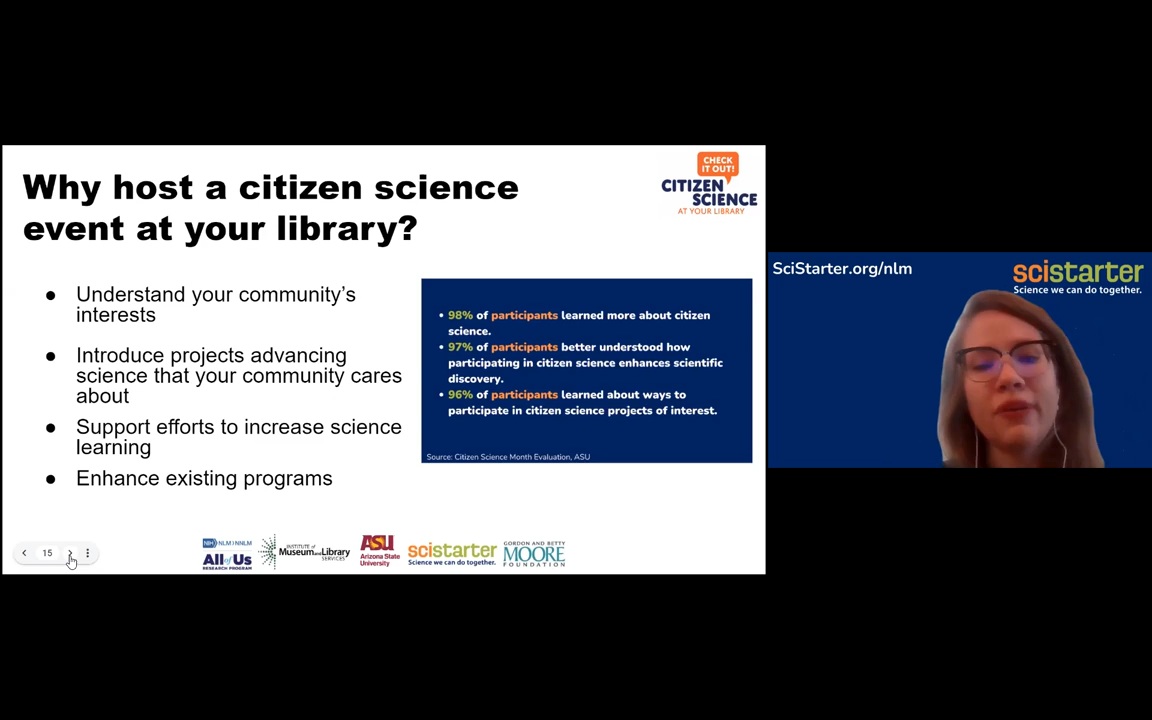 Why host a citizen science
event at your library?
CHECK
IT OUT!
CITIZEN
SCIENCE
AT YOUR LIBRARY
● Understand your community's
interests
● Introduce projects advancing
science that your community cares
about
● Support efforts to increase science
learning
● Enhance existing programs
• 98% of participants learned more about citizen
science.
• 97% of participants better understood how
participating in citizen science enhances scientific
discovery.
• 96% of participants learned about ways to
participate in citizen science projects of interest.
Source: Citizen Science Month Evaluation, ASU
15
NIH NLM NNLM
All of Us
RESEARCH PROGRAM
INSTITUTE of
Museum and Library
SERVICES
ASU
Arizona State
University
scistarter
Science we can do together.
GORDON AND BETTY
MOORE
FOUNDATION
SciStarter.org/nlm
scistarter
Science we can do together.